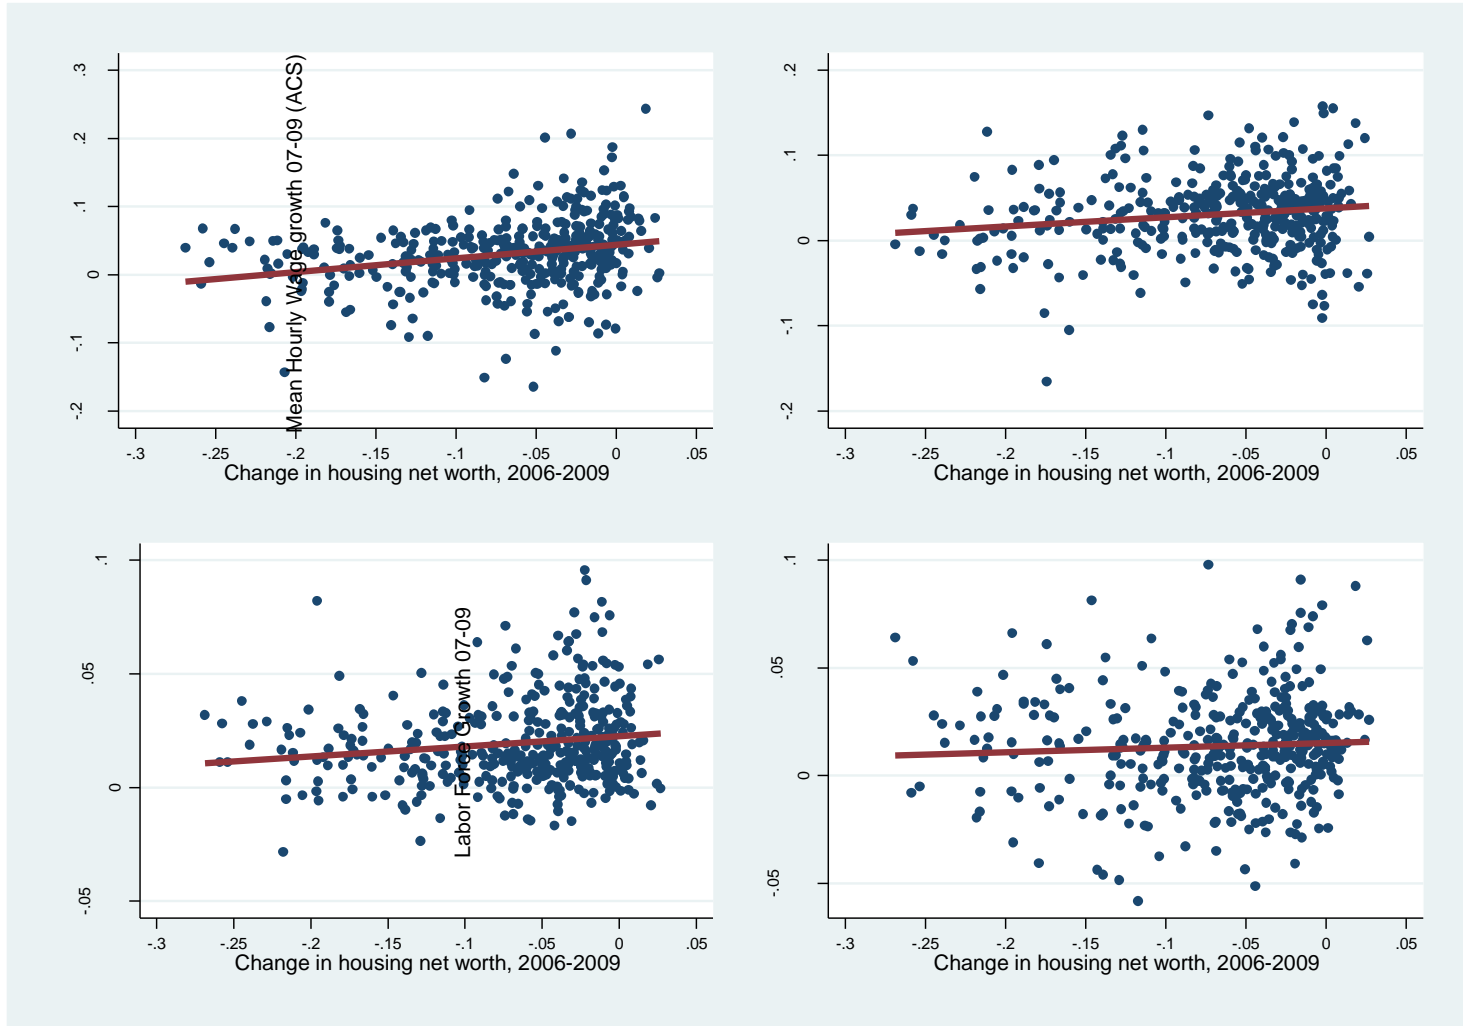 .3
.2
.1
0
-.1
-.2
Mean Hourly Wage growth 07-09 (ACS)
-.3 -.25 -.2 -.15 -.1 -.05 0 .05
Change in housing net worth, 2006-2009
.2
.1
0
-.1
-.2
-.3 -.25 -.2 -.15 -.1 -.05 0 .05
Change in housing net worth, 2006-2009
.1
.05
0
-.05
Labor Force Growth 07-09
-.3 -.25 -.2 -.15 -.1 -.05 0 .05
Change in housing net worth, 2006-2009
.1
.05
0
-.05
-.3 -.25 -.2 -.15 -.1 -.05 0 .05
Change in housing net worth, 2006-2009